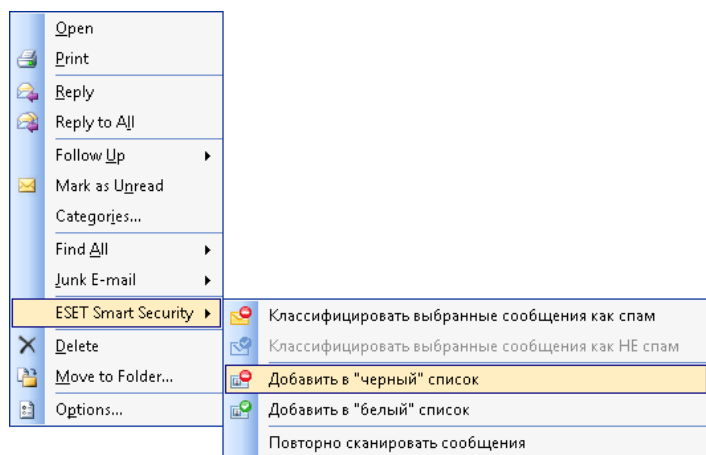 Open
Print
Reply
Reply to All
Follow Up
Mark as Unread
Categories...
Find All
Junk E-mail
ESET Smart Security
Классифицировать выбранные сообщения как спам
Классифицировать выбранные сообщения как НЕ спам
Добавить в "черный" список
Добавить в "белый" список
Повторно сканировать сообщения
Delete
Move to Folder...
Options...